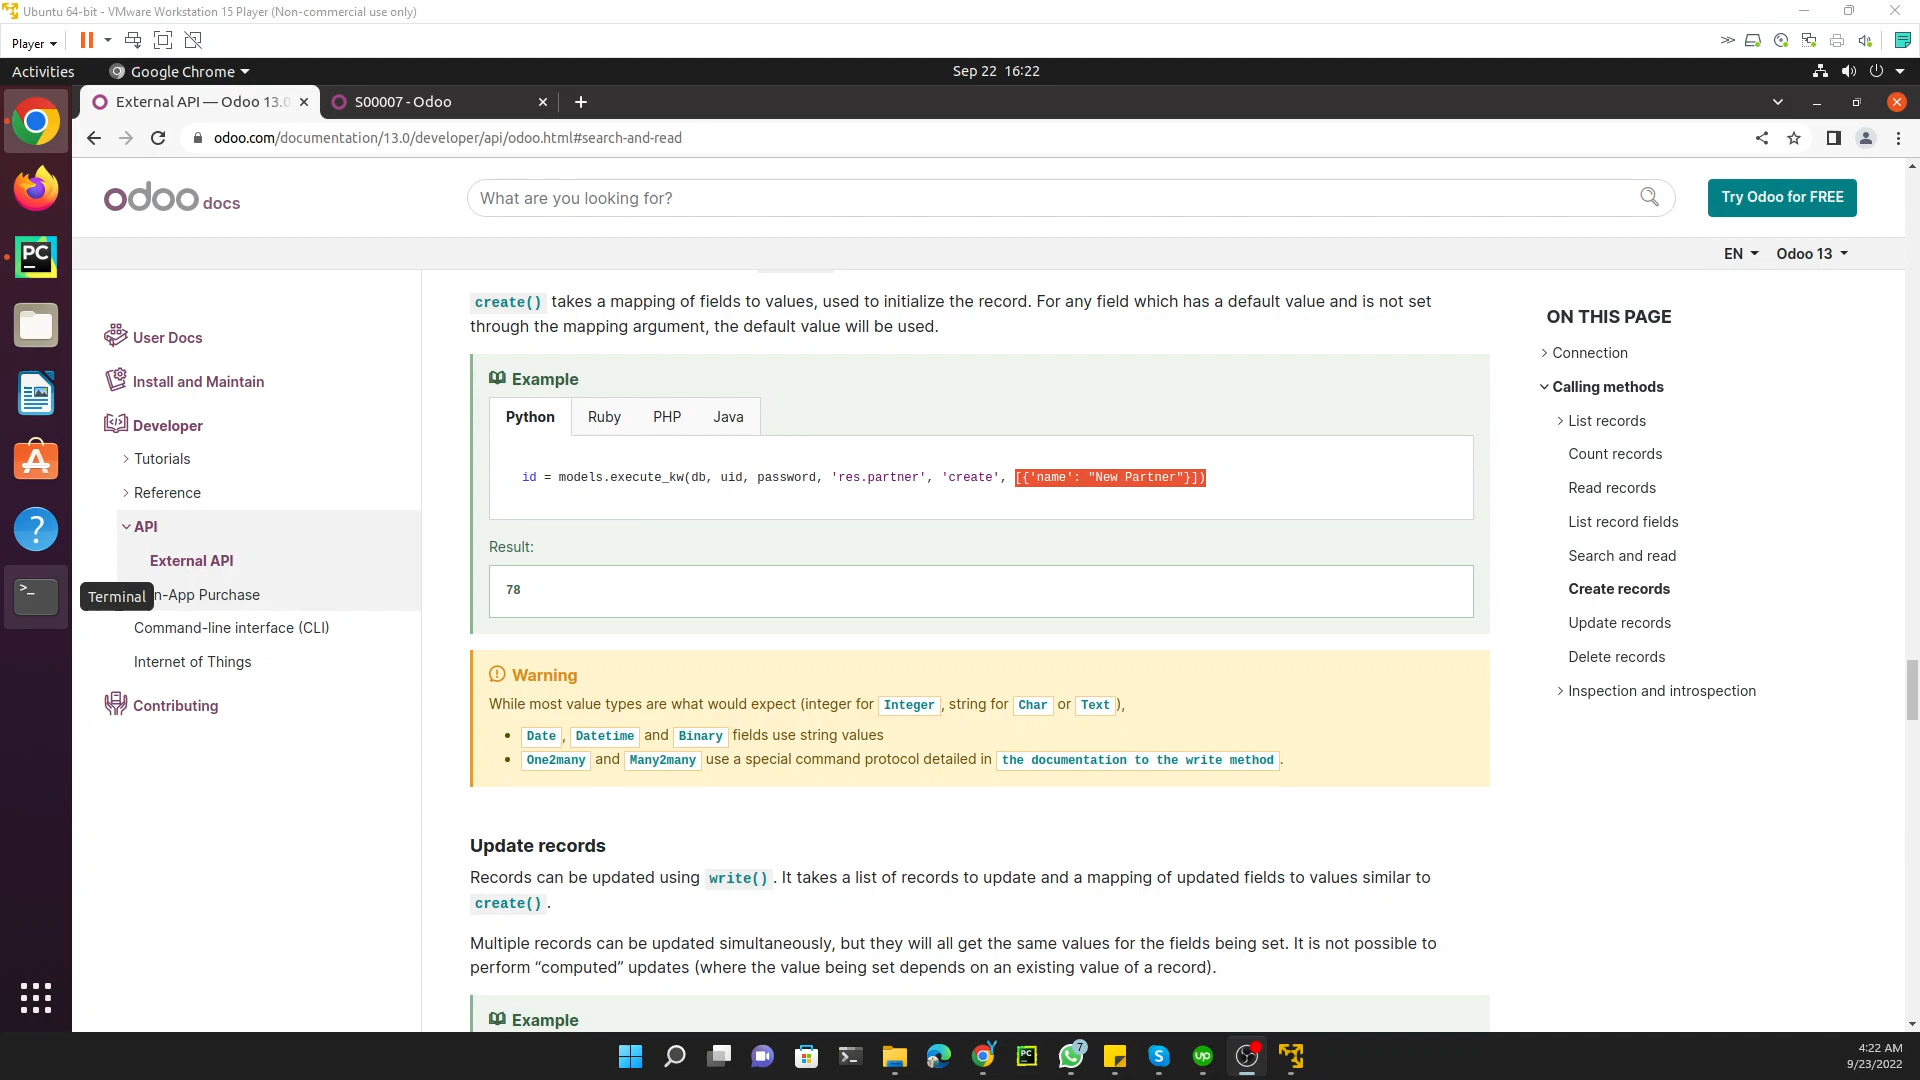 Ubuntu 64-bit - VMware Workstation 15 Player (Non-commercial use only)
Player
Activities
Google Chrome
Sep 22 16:22
External API — Odoo 13.0
S00007 - Odoo
odoo.com/documentation/13.0/developer/api/odoo.html#search-and-read
odoo docs
What are you looking for?
Try Odoo for FREE
EN
Odoo 13
User Docs
Install and Maintain
Developer
Tutorials
Reference
API
External API
Terminal
n-App Purchase
Command-line interface (CLI)
Internet of Things
Contributing
create() takes a mapping of fields to values, used to initialize the record. For any field which has a default value and is not set
through the mapping argument, the default value will be used.
Example
Python Ruby PHP Java
id = models.execute_kw(db, uid, password, 'res.partner', 'create', [{'name': "New Partner"}])
Result:
78
Warning
While most value types are what would expect (integer for Integer, string for Char or Text),
Date, Datetime and Binary fields use string values
One2many and Many2many use a special command protocol detailed in the documentation to the write method.
Update records
Records can be updated using write(). It takes a list of records to update and a mapping of updated fields to values similar to
create().
Multiple records can be updated simultaneously, but they will all get the same values for the fields being set. It is not possible to
perform “computed” updates (where the value being set depends on an existing value of a record).
Example
ON THIS PAGE
Connection
Calling methods
List records
Count records
Read records
List record fields
Search and read
Create records
Update records
Delete records
Inspection and introspection
7
4:22 AM
9/23/2022